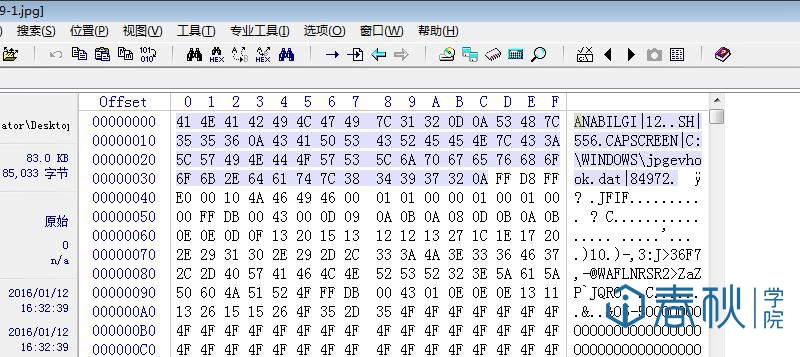 9-1.jpg]
) 搜索(S) 位置(P) 视图(V) 工具(T) 专业工具(I) 选项(O) 窗口(W) 帮助(H)
Offset 0 1 2 3 4 5 6 7 8 9 A B C D E F
00000000 41 4E 41 42 49 4C 47 49 7C 31 32 0D 0A 53 48 7C ANABILGI|12..SH|
00000010 35 35 36 0A 43 41 50 53 43 52 45 45 4E 7C 43 3A 556.CAPSCREEN|C:
00000020 5C 57 49 4E 44 4F 57 53 5C 6A 70 67 65 76 68 6F \WINDOWS\jpgevho
00000030 6F 6B 2E 64 61 74 7C 38 34 39 37 32 0A FF D8 FF ok.dat|84972. ÿ
00000040 E0 00 10 4A 46 49 46 00 01 01 00 00 01 00 01 00 ? .JFIF.........
00000050 00 FF DB 00 43 00 0D 09 0A 0B 0A 08 0D 0B 0A 0B . ? C...........
00000060 0E 0E 0D 0F 13 20 15 13 12 12 13 27 1C 1E 17 20 ..... .....'...
00000070 2E 29 31 30 2E 29 2D 2C 33 3A 4A 3E 33 36 46 37 .)10.)-,3:J>36F7
00000080 2C 2D 40 57 41 46 4C 4E 52 53 52 32 3E 5A 61 5A ,-@WAFLNRSR2>ZaZ
00000090 50 60 4A 51 52 4F FF DB 00 43 01 0E 0E 0E 13 11 P`JQRO
000000A0 13 26 15 15 26 4F 35 2D 35 4F 4F 4F 4F 4F 4F 4F
000000B0 4F 4F 4F 4F 4F 4F 4F 4F 4F 4F 4F 4F 4F 4F 4F 4F OOOOOOOOOOOOOOOO
000000C0 4F 4F 4F 4F 4F 4F 4F 4F 4F 4F 4F 4F 4F 4F 4F 4F OOOOOOOOOOOOOOOO
ator\Desktop
83.0 KB
85,033 字节
原始
0
n/a
2016/01/12
16:32:39
2016/01/12
16:32:39
春秋学院